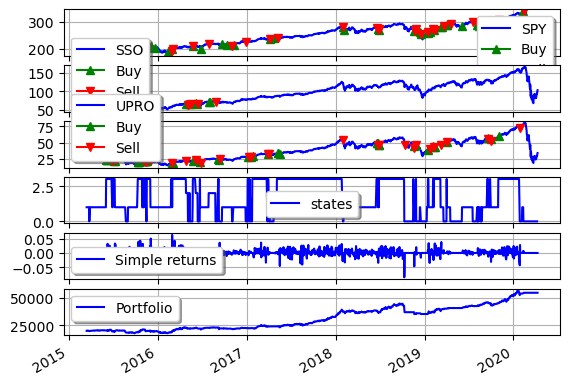 300
200
SPY
Buy
SSO
Buy
Sell
150
100
50
UPRO
Buy
Sell
75
50
25
2.5
0.0
states
0.05
0.00
−0.05
Simple returns
50000
25000
Portfolio
2015 2016 2017 2018 2019 2020